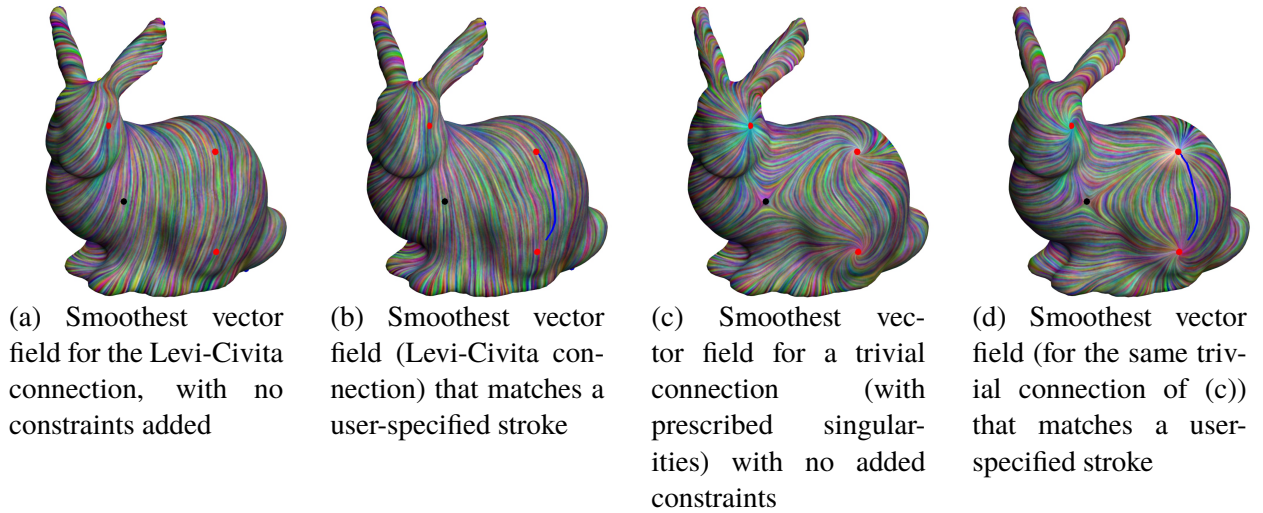 (a) Smoothest vector
field for the Levi-Civita
connection, with no
constraints added
(b) Smoothest vector
field (Levi-Civita con-
nection) that matches a
user-specified stroke
(c) Smoothest vec-
tor field for a trivial
connection (with
prescribed singular-
ities) with no added
constraints
(d) Smoothest vector
field (for the same triv-
ial connection of (c))
that matches a user-
specified stroke